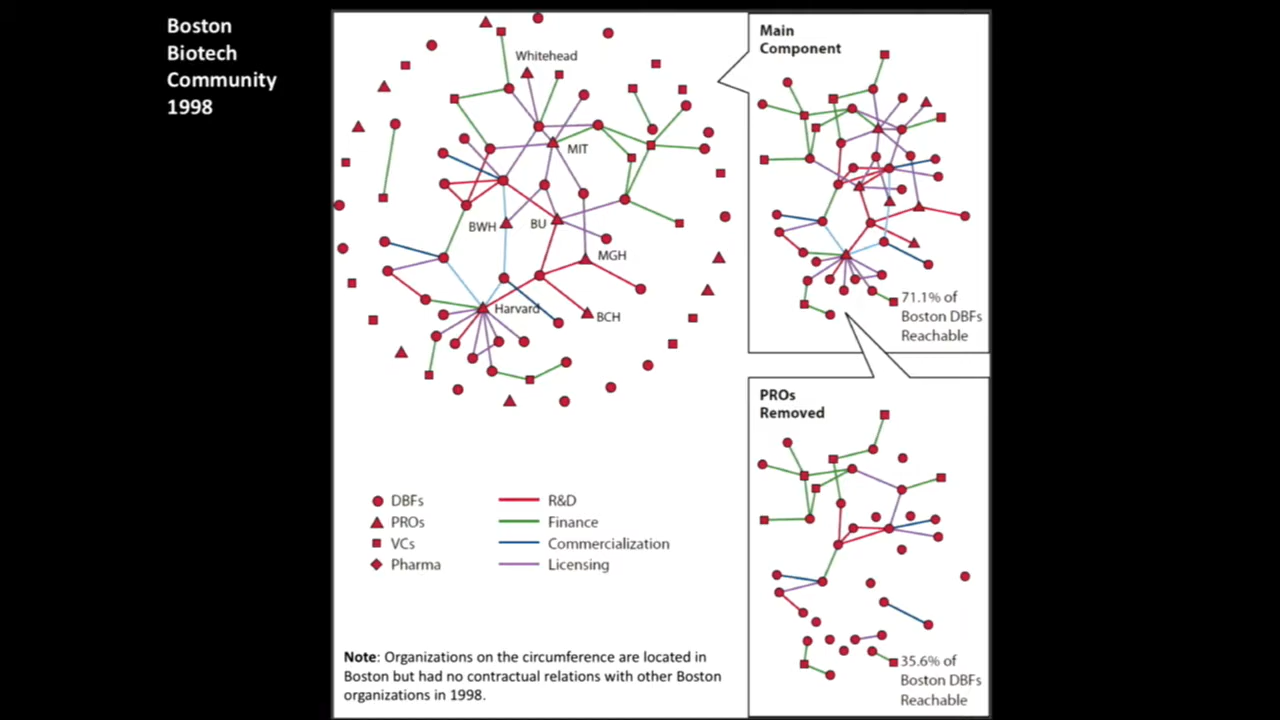 Boston
Biotech
Community
1998
Whitehead
MIT
BWH
BU
MGH
Harvard
BCH
DBFs
PROs
VCs
Pharma
R&D
Finance
Commercialization
Licensing
Note: Organizations on the circumference are located in
Boston but had no contractual relations with other Boston
organizations in 1998.
Main
Component
71.1% of
Boston DBFs
Reachable
PROs
Removed
35.6% of
Boston DBFs
Reachable